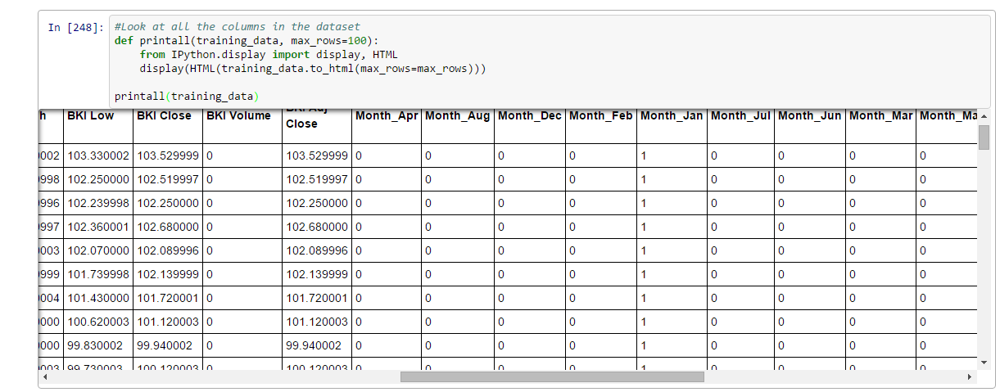 In [248]: #Look at all the columns in the dataset
def printall(training_data, max_rows=100):
from IPython.display import display, HTML
display(HTML(training_data.to_html(max_rows=max_rows)))
printall(training_data)
h BKI Low BKI Close BKI Volume BKI Adj Close Month_Apr Month_Aug Month_Dec Month_Feb Month_Jan Month_Jul Month_Jun Month_Mar Month_Ma
002 103.330002 103.529999 0 103.529999 0 0 0 0 1 0 0 0 0
998 102.250000 102.519997 0 102.519997 0 0 0 0 1 0 0 0 0
996 102.239998 102.250000 0 102.250000 0 0 0 0 1 0 0 0 0
997 102.360001 102.680000 0 102.680000 0 0 0 0 1 0 0 0 0
003 102.070000 102.089996 0 102.089996 0 0 0 0 1 0 0 0 0
999 101.739998 102.139999 0 102.139999 0 0 0 0 1 0 0 0 0
004 101.430000 101.720001 0 101.720001 0 0 0 0 1 0 0 0 0
000 100.620003 101.120003 0 101.120003 0 0 0 0 1 0 0 0 0
000 99.830002 99.940002 0 99.940002 0 0 0 0 1 0 0 0 0
003 99.730003 100.120003 0 100.120003 0 0 0 0 1 0 0 0 0